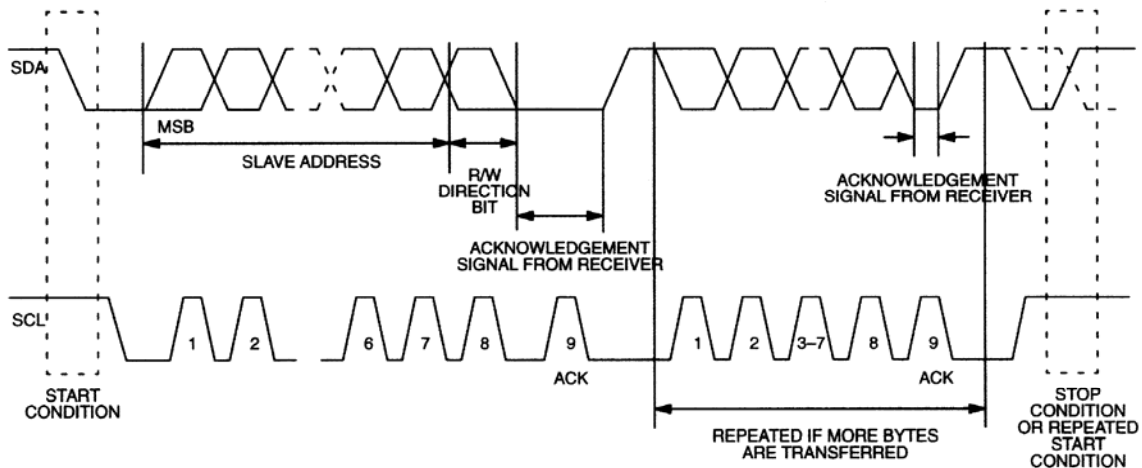 SDA
MSB
SLAVE ADDRESS
R/W
DIRECTION
BIT
ACKNOWLEDGEMENT
SIGNAL FROM RECEIVER
ACKNOWLEDGEMENT
SIGNAL FROM RECEIVER
SCL
1
2
6
7
8
9
1
2
3–7
8
9
ACK
ACK
START
CONDITION
REPEATED IF MORE BYTES
ARE TRANSFERRED
STOP
CONDITION
OR REPEATED
START
CONDITION